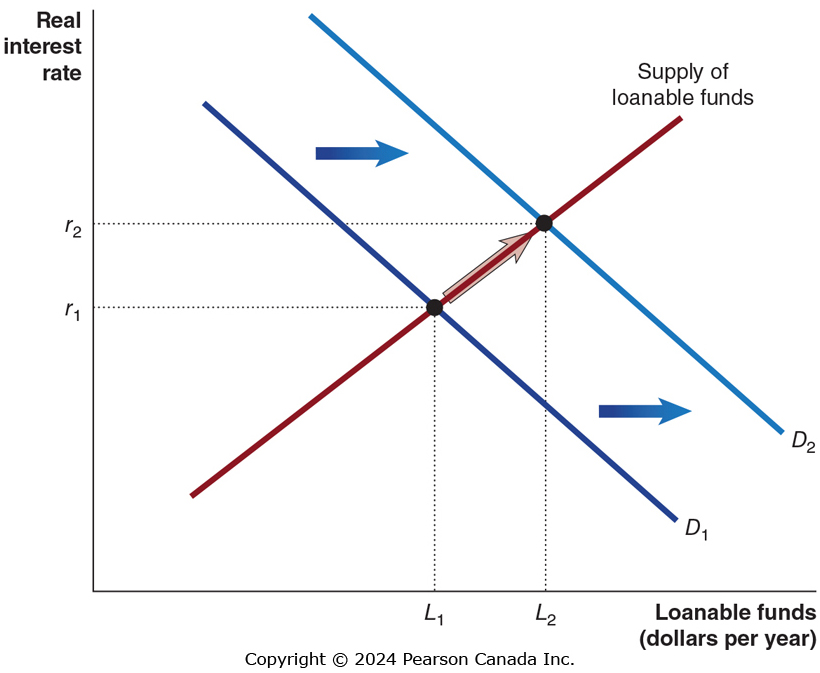 Real
interest
rate
Supply of
loanable funds
r2
r1
D2
D1
L1
L2
Loanable funds
(dollars per year)
Copyright © 2024 Pearson Canada Inc.